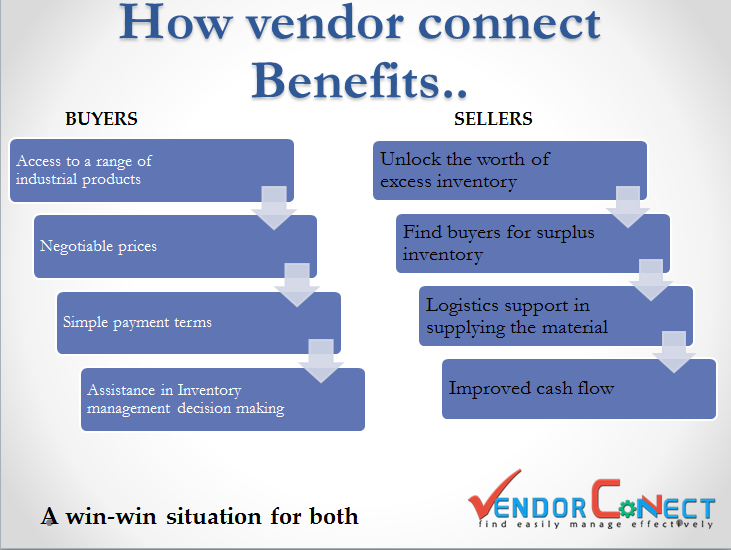 How vendor connect
Benefits..
BUYERS
Access to a range of
industrial products
Negotiable prices
Simple payment terms
Assistance in Inventory
management decision making
SELLERS
Unlock the worth of
excess inventory
Find buyers for surplus
inventory
Logistics support in
supplying the material
Improved cash flow
A win-win situation for both
VENDOR CONNECT
find easily manage effectively